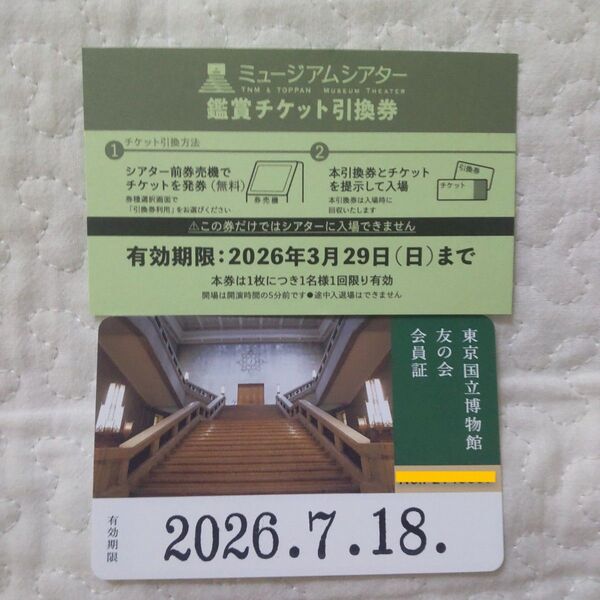 ミュージアムシアター
TNM & TOPPAN MUSEUM THEATER
鑑賞チケット引換券
チケット引換方法
1
シアター前券売機で
チケットを発券(無料)
券種選択画面で
「引換券利用」をお選びください
券売機
2
本引換券とチケット
を提示して入場
本引換券は入場時に
回収いたします
引換券
チケット
⚠この券だけではシアターに入場できません
有効期限:2026年3月29日(日)まで
本券は1枚につき1名様1回限り有効
開場は開演時間の5分前です●途中入退場はできません
東京国立博物館
友の会
会員証
有効期限
2026.7.18.